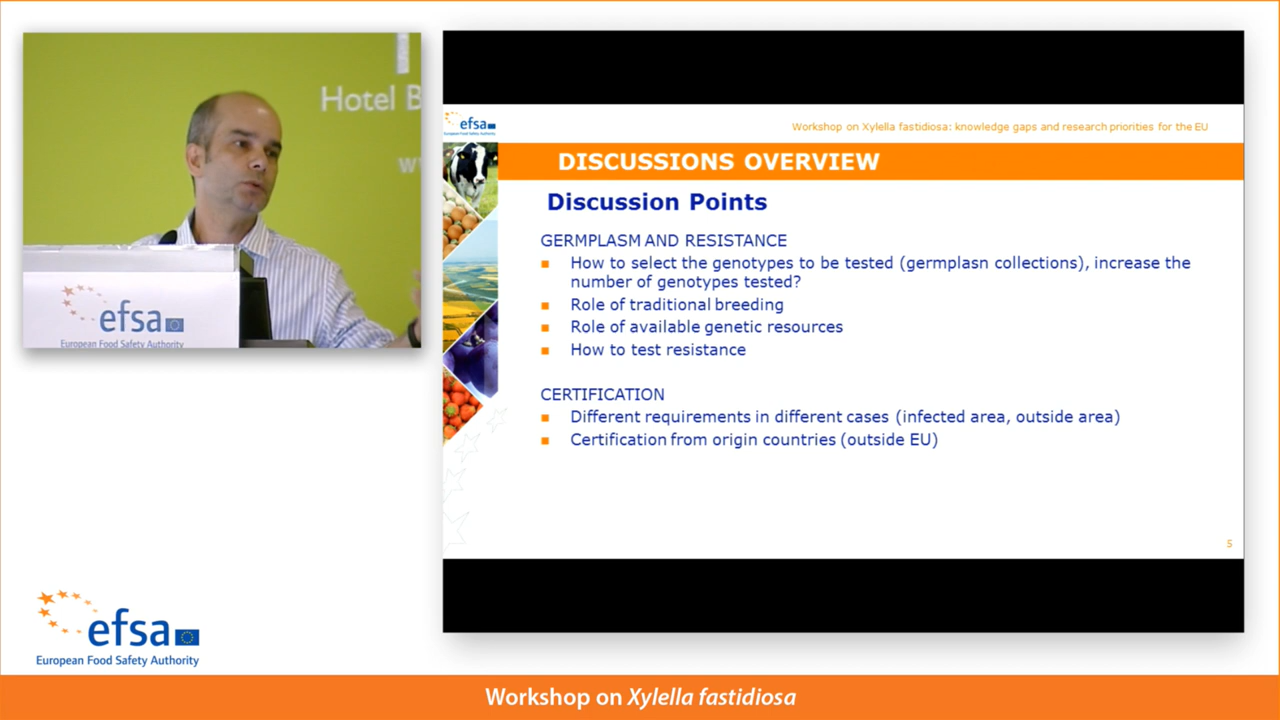 Hotel B
efsa
European Food Safety Authority
efsa
European Food Safety Authority
Workshop on Xylella fastidiosa: knowledge gaps and research priorities for the EU
DISCUSSIONS OVERVIEW
Discussion Points
GERMPLASM AND RESISTANCE
How to select the genotypes to be tested (germplasn collections), increase the
number of genotypes tested?
Role of traditional breeding
Role of available genetic resources
How to test resistance
CERTIFICATION
Different requirements in different cases (infected area, outside area)
Certification from origin countries (outside EU)
5
efsa
European Food Safety Authority
Workshop on Xylella fastidiosa